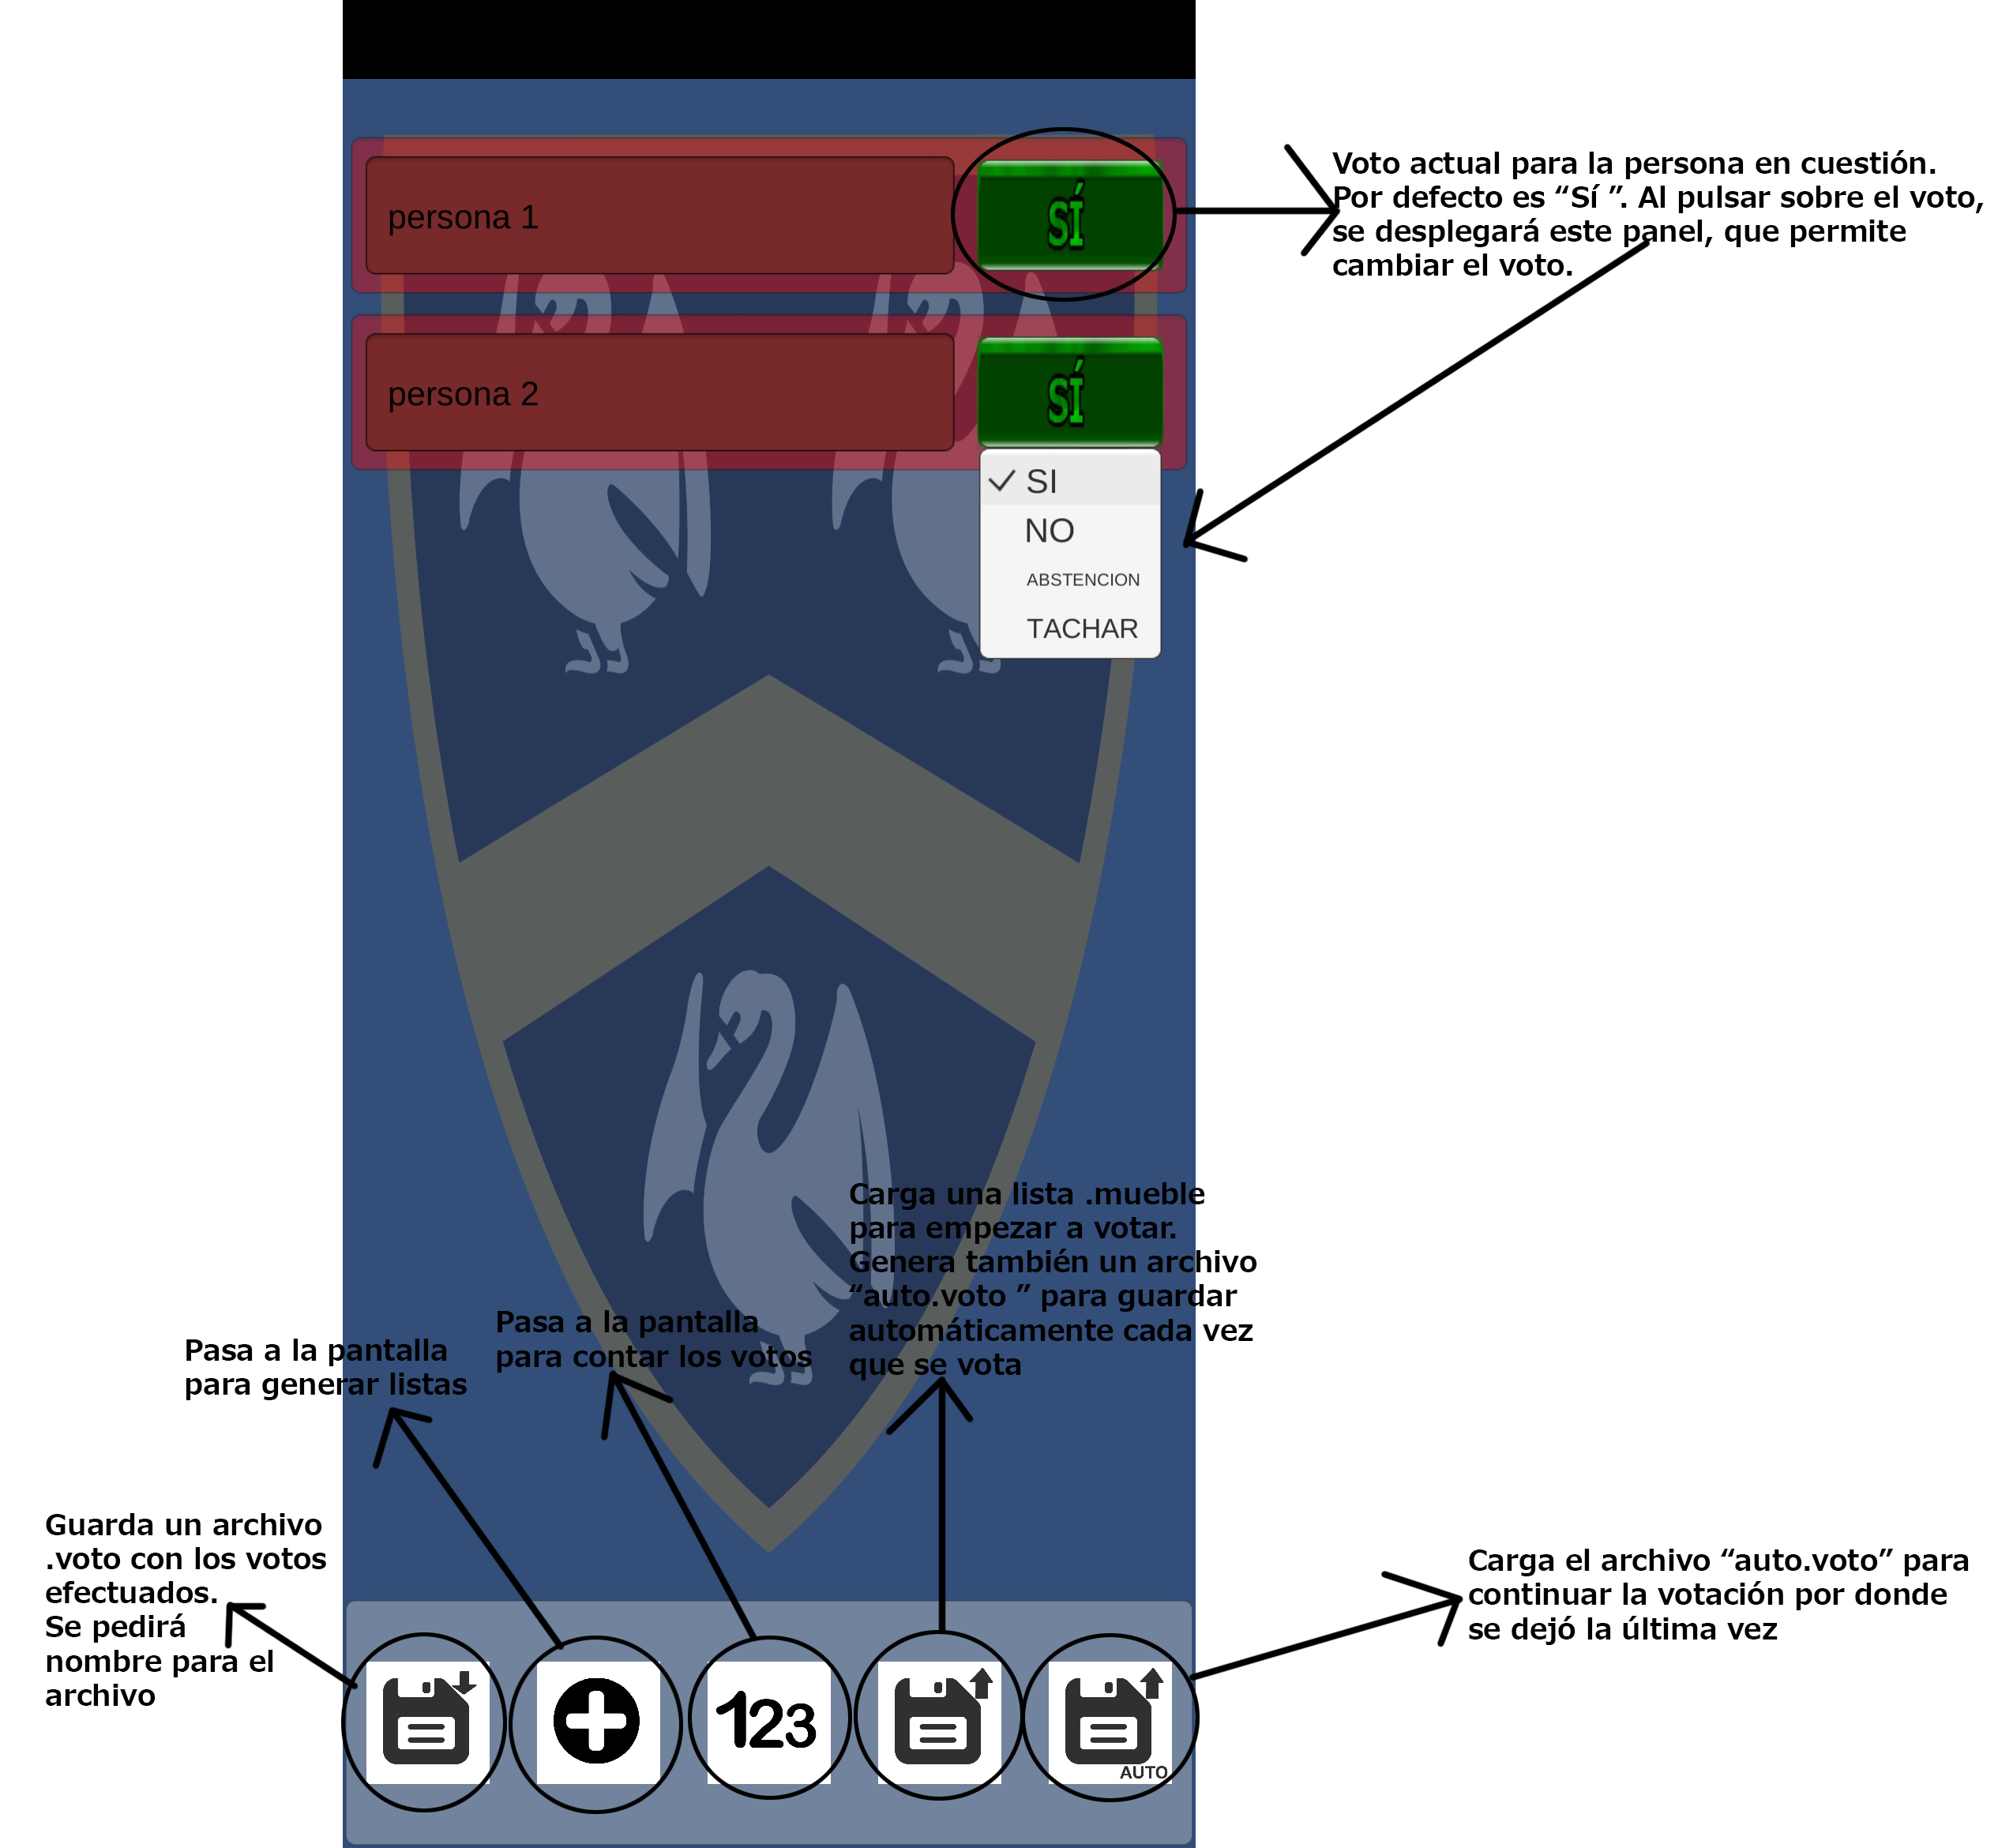 persona 1
SÍ
Voto actual para la persona en cuestión.
Por defecto es “Sí ”. Al pulsar sobre el voto,
se desplegará este panel, que permite
cambiar el voto.
persona 2
SÍ
SI
NO
ABSTENCION
TACHAR
Carga una lista .mueble
para empezar a votar.
Genera también un archivo
“auto.voto ” para guardar
automáticamente cada vez
que se vota
Pasa a la pantalla
para contar los votos
Pasa a la pantalla
para generar listas
Guarda un archivo
.voto con los votos
efectuados.
Se pedirá
nombre para el
archivo
Carga el archivo “auto.voto” para
continuar la votación por donde
se dejó la última vez
123
AUTO